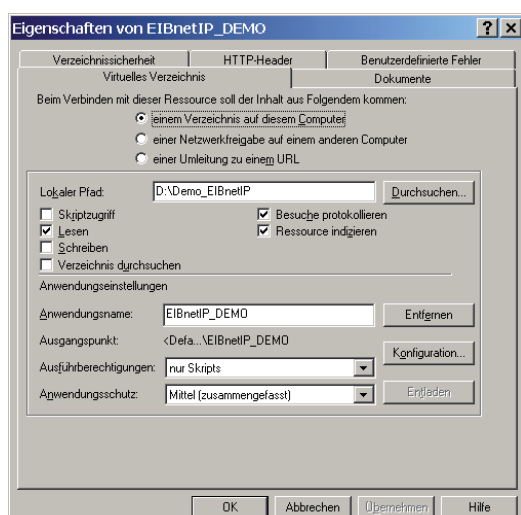 Eigenschaften von EIBnetIP_DEMO
Verzeichnissicherheit HTTP-Header Benutzerdefinierte Fehler
Virtuelles Verzeichnis Dokumente
Beim Verbinden mit dieser Ressource soll der Inhalt aus Folgendem kommen:
einem Verzeichnis auf diesem Computer
einer Netzwerkfreigabe auf einem anderen Computer
einer Umleitung zu einem URL
Lokaler Pfad: D:\Demo_EIBnetIP Durchsuchen...
Skriptzugriff Besuche protokollieren
Lesen Ressource indizieren
Schreiben
Verzeichnis durchsuchen
Anwendungseinstellungen
Anwendungsname: EIBnetIP_DEMO Entfernen
Ausgangspunkt: <Defa...\EIBnetIP_DEMO
Konfiguration...
Ausführberechtigungen: nur Skripts
Anwendungsschutz: Mittel (zusammengefasst) Entladen
OK Abbrechen Übernehmen Hilfe